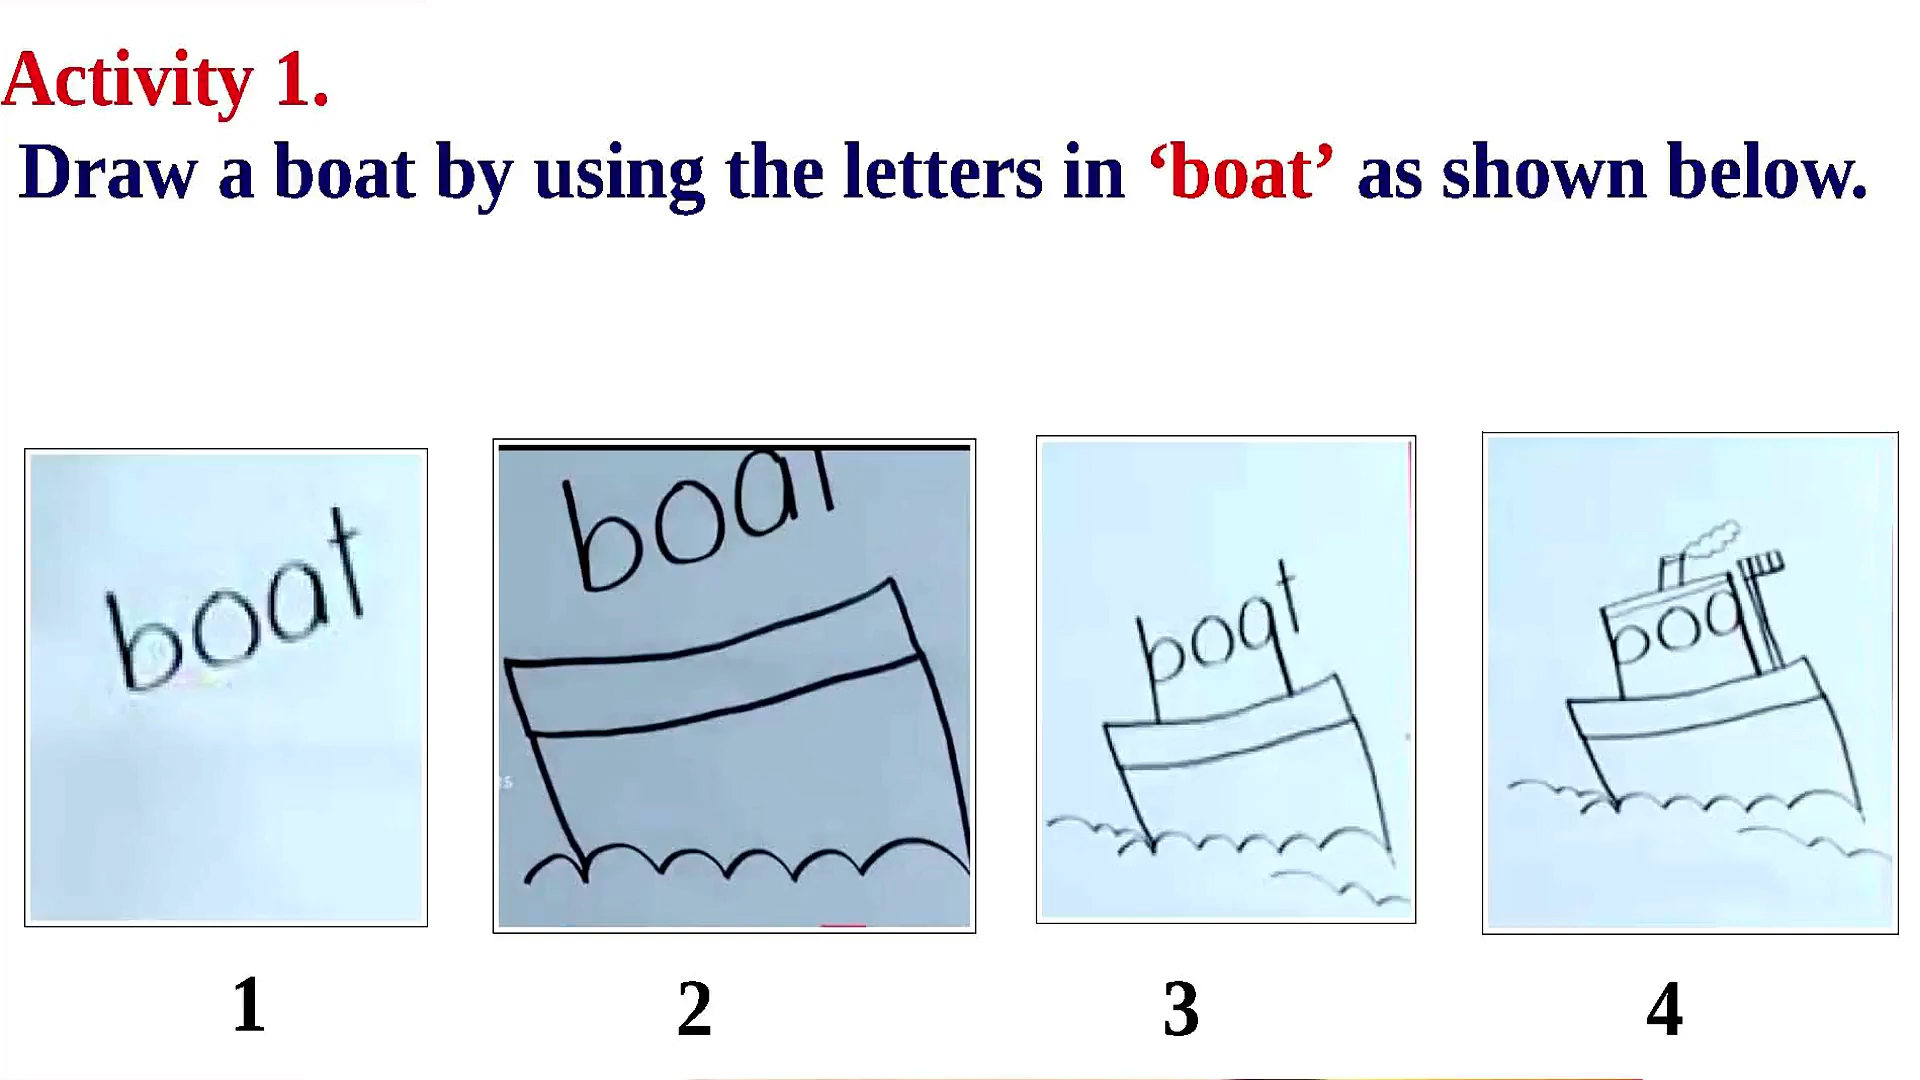 Activity 1.
Draw a boat by using the letters in ‘boat’ as shown below.
boat
boat
boat
boa
1
2
3
4